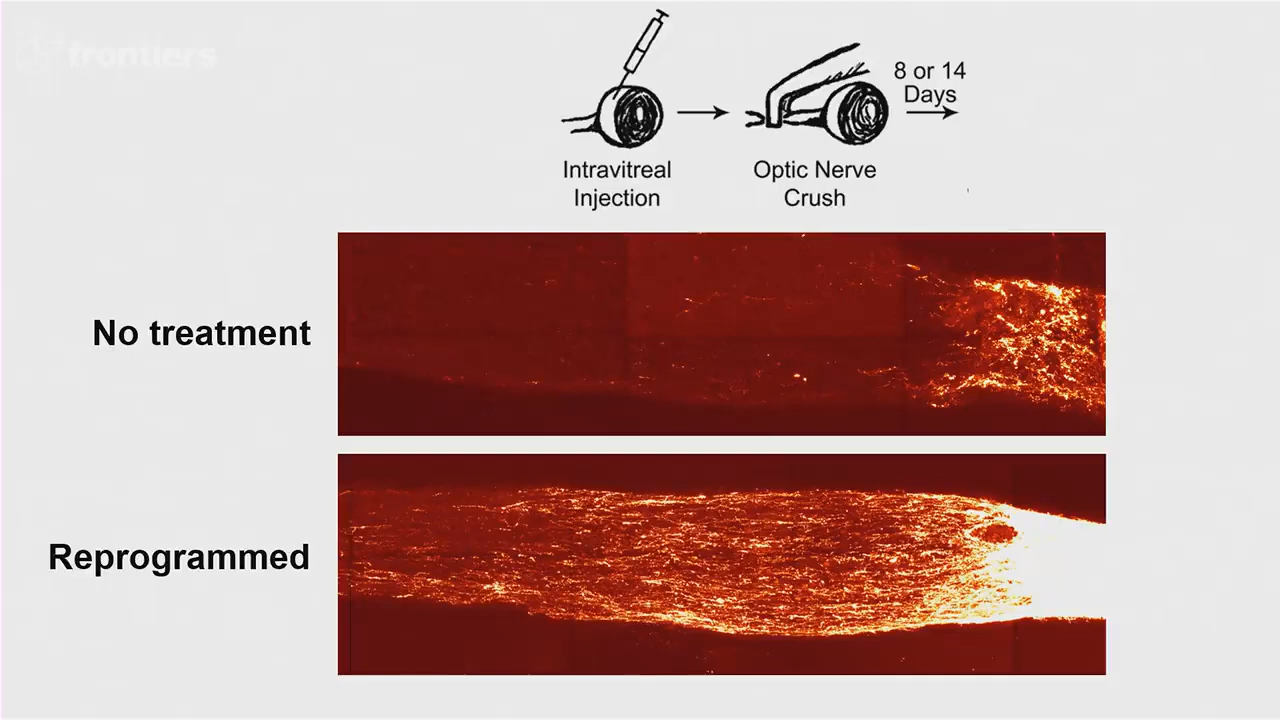 frontiers
8 or 14
Days
Intravitreal
Injection
Optic Nerve
Crush
No treatment
Reprogrammed